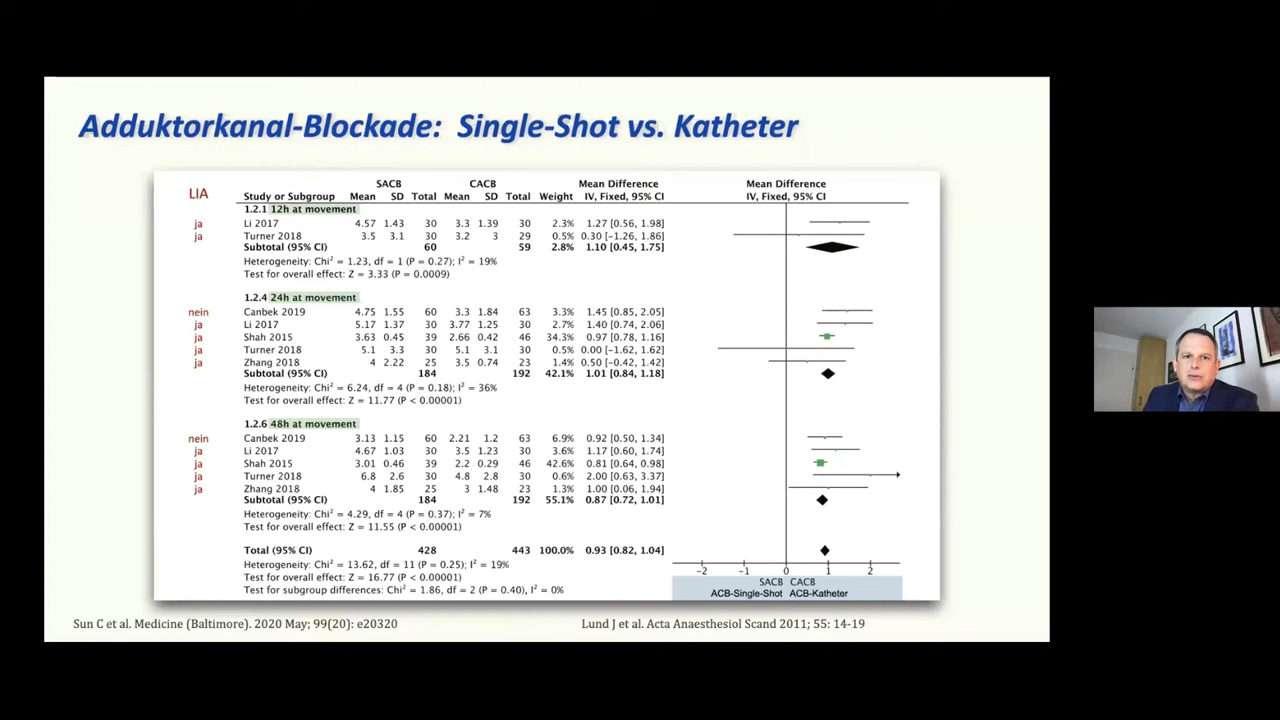 Adduktorkanal-Blockade: Single-Shot vs. Katheter
SACB CACB Mean Difference Mean Difference
LIA Study or Subgroup Mean SD Total Mean SD Total Weight IV, Fixed, 95% CI IV, Fixed, 95% CI
1.2.1 12h at movement
ja Li 2017 4.57 1.43 30 3.3 1.39 30 2.3% 1.27 [0.56, 1.98]
ja Turner 2018 3.5 3.1 30 3.2 3 29 0.5% 0.30 [-1.26, 1.86]
Subtotal (95% CI) 60 59 2.8% 1.10 [0.45, 1.75]
Heterogeneity: Chi² = 1.23, df = 1 (P = 0.27); I² = 19%
Test for overall effect: Z = 3.33 (P = 0.0009)
1.2.4 24h at movement
nein Canbek 2019 4.75 1.55 60 3.3 1.84 63 3.3% 1.45 [0.85, 2.05]
ja Li 2017 5.17 1.37 30 3.77 1.25 30 2.7% 1.40 [0.74, 2.06]
ja Shah 2015 3.63 0.45 39 2.66 0.42 46 34.3% 0.97 [0.78, 1.16]
ja Turner 2018 5.1 3.3 30 5.1 3.1 30 0.5% 0.00 [-1.62, 1.62]
ja Zhang 2018 4 2.22 25 3.5 0.74 23 1.4% 0.50 [-0.42, 1.42]
Subtotal (95% CI) 184 192 42.1% 1.01 [0.84, 1.18]
Heterogeneity: Chi² = 6.24, df = 4 (P = 0.18); I² = 36%
Test for overall effect: Z = 11.77 (P < 0.00001)
1.2.6 48h at movement
nein Canbek 2019 3.13 1.15 60 2.21 1.2 63 6.9% 0.92 [0.50, 1.34]
ja Li 2017 4.67 1.03 30 3.5 1.23 30 3.6% 1.17 [0.60, 1.74]
ja Shah 2015 3.01 0.46 39 2.2 0.29 46 42.6% 0.81 [0.64, 0.98]
ja Turner 2018 6.8 2.6 30 4.8 2.8 30 0.6% 2.00 [0.63, 3.37]
ja Zhang 2018 4 1.85 25 3 1.48 23 1.3% 1.00 [0.06, 1.94]
Subtotal (95% CI) 184 192 55.1% 0.87 [0.72, 1.01]
Heterogeneity: Chi² = 4.29, df = 4 (P = 0.37); I² = 7%
Test for overall effect: Z = 11.55 (P < 0.00001)
Total (95% CI) 428 443 100.0% 0.93 [0.82, 1.04]
Heterogeneity: Chi² = 13.62, df = 11 (P = 0.25); I² = 19%
Test for overall effect: Z = 16.77 (P < 0.00001)
Test for subgroup differences: Chi² = 1.86, df = 2 (P = 0.40), I² = 0%
-2 -1 0 1 2
SACB CACB
ACB-Single-Shot ACB-Katheter
Sun C et al. Medicine (Baltimore). 2020 May; 99(20): e20320
Lund J et al. Acta Anaesthesiol Scand 2011; 55: 14-19